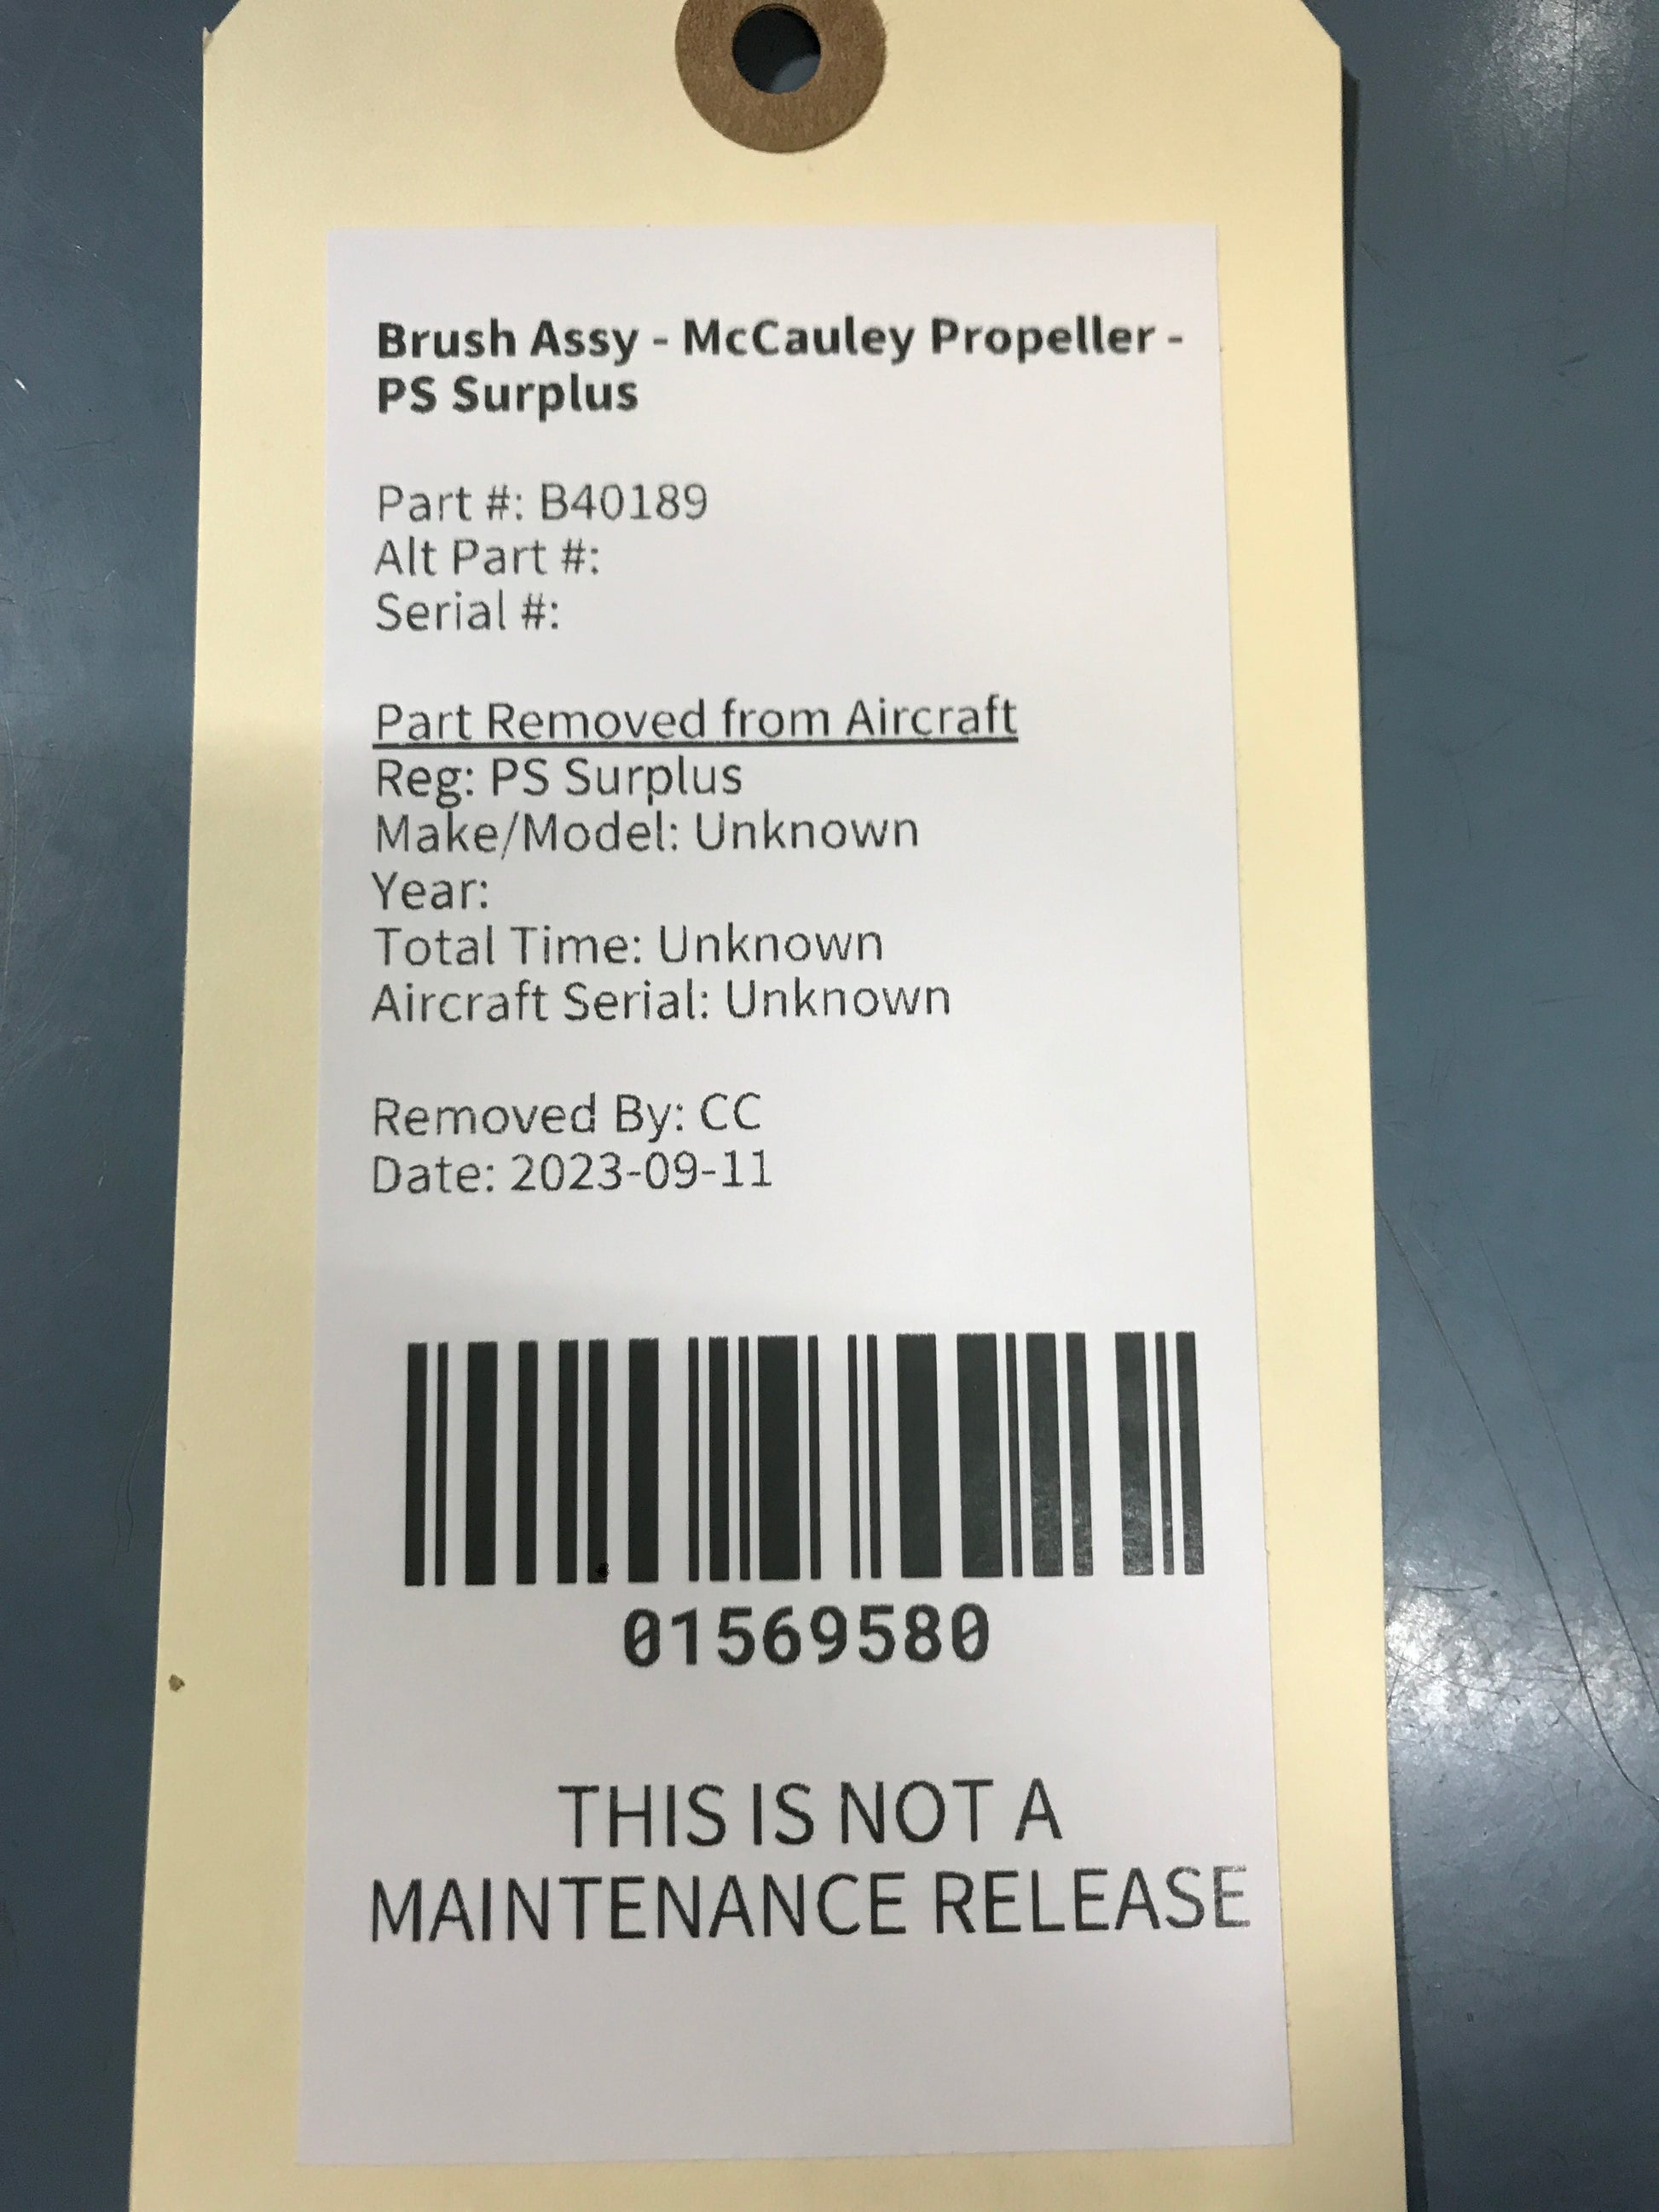 Brush Assy - McCauley Propeller -
PS Surplus
Part #: B40189
Alt Part #:
Serial #:
Part Removed from Aircraft
Reg: PS Surplus
Make/Model: Unknown
Year:
Total Time: Unknown
Aircraft Serial: Unknown
Removed By: CC
Date: 2023-09-11
01569580
THIS IS NOT A
MAINTENANCE RELEASE